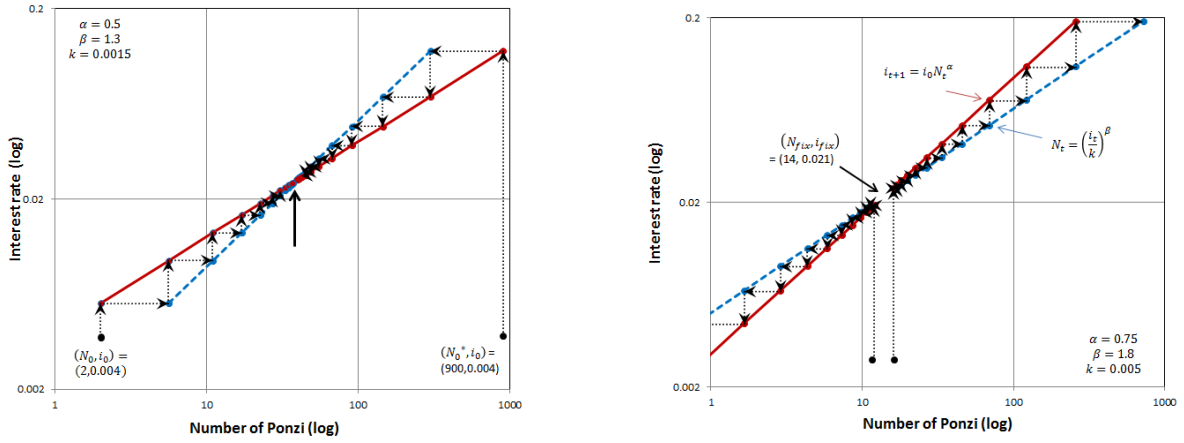 0.2
α = 0.5
β = 1.3
k = 0.0015
Interest rate (log)
0.02
(N₀, i₀) =
(2,0.004)
(N₀*, i₀) =
(900,0.004)
0.002
1 10 100 1000
Number of Ponzi (log)
0.2
iₜ₊₁ = i₀Nₜ^α
(N_fix, i_fix)
= (14, 0.021)
Nₜ = (iₜ/k)^β
Interest rate (log)
0.02
α = 0.75
β = 1.8
k = 0.005
0.002
1 10 100 1000
Number of Ponzi (log)